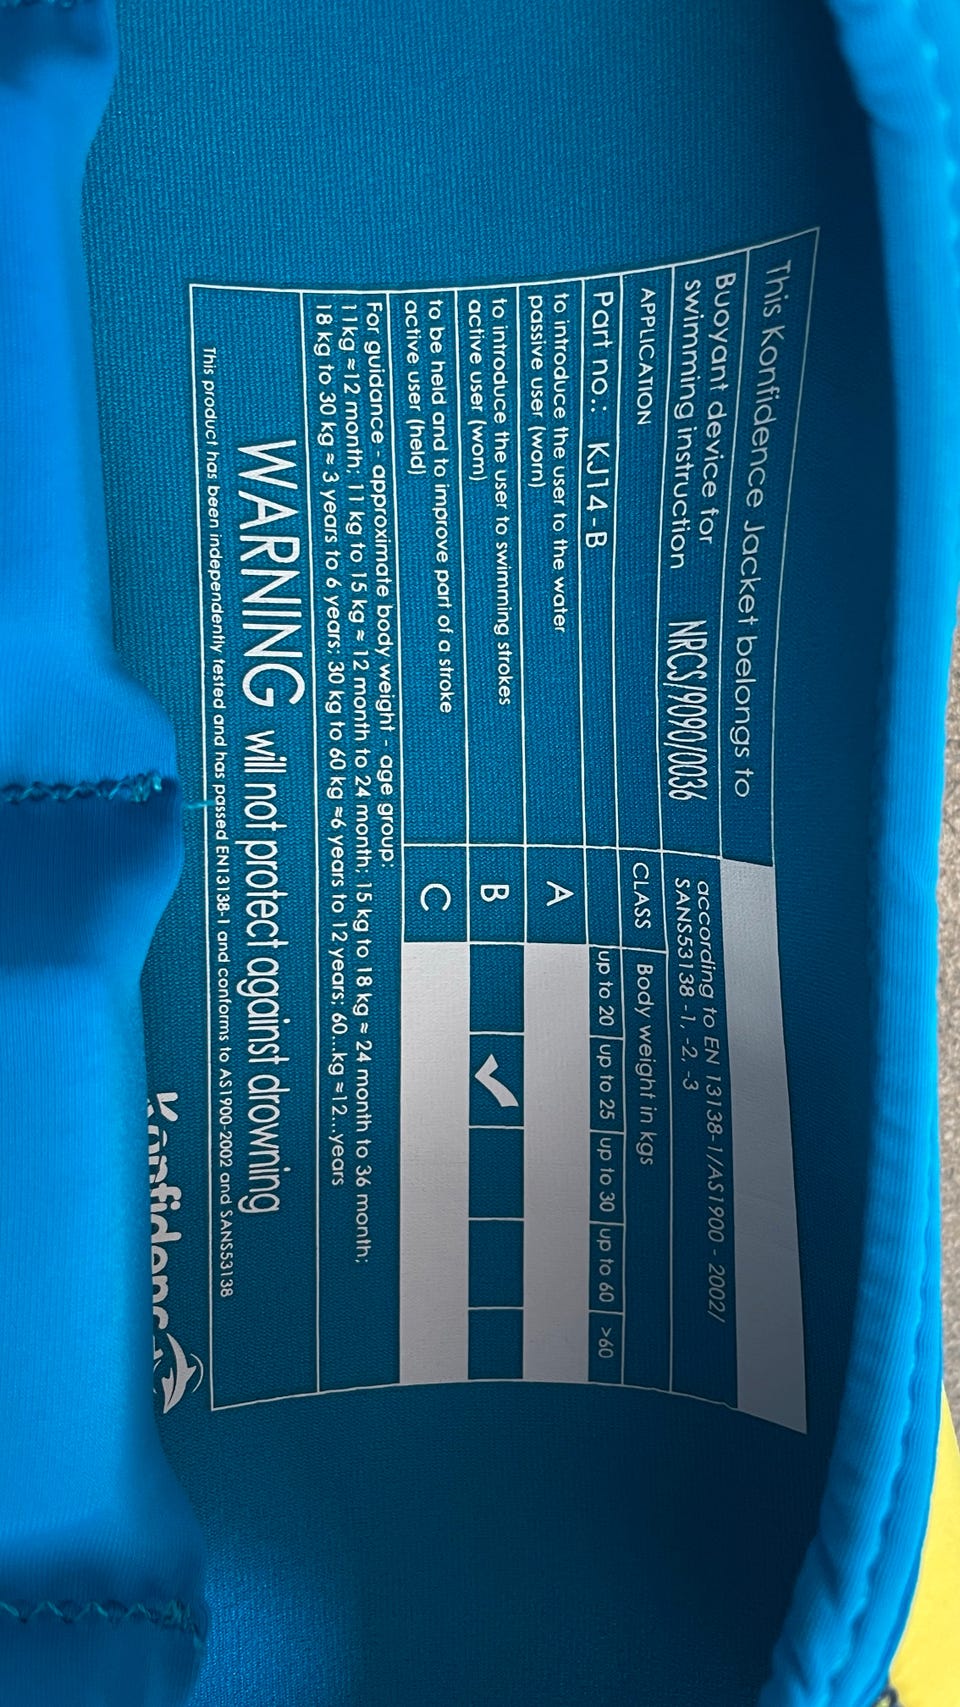 This Konfidence Jacket belongs to
Buoyant device for
swimming instruction NRCS/9090/0036
according to EN 13138-1/AS1900 - 2002/
SANS53138 -1, -2, -3
APPLICATION CLASS Body weight in kgs
Part no.: KJ14-B up to 20 up to 25 up to 30 up to 60 >60
to introduce the user to the water
passive user (worn) A
to introduce the user to swimming strokes
active user (worn) B ✔
to be held and to improve part of a stroke
active user (held) C
For guidance - approximate body weight - age group:
11kg ≈12 month; 11 kg to 15 kg ≈ 12 month to 24 month; 15 kg to 18 kg ≈ 24 month to 36 month;
18 kg to 30 kg ≈ 3 years to 6 years; 30 kg to 60 kg ≈6 years to 12 years; 60...kg ≈12...years
WARNING will not protect against drowning
This product has been independently tested and has passed EN13138-1 and conforms to AS1900-2002 and SANS53138
Konfidence